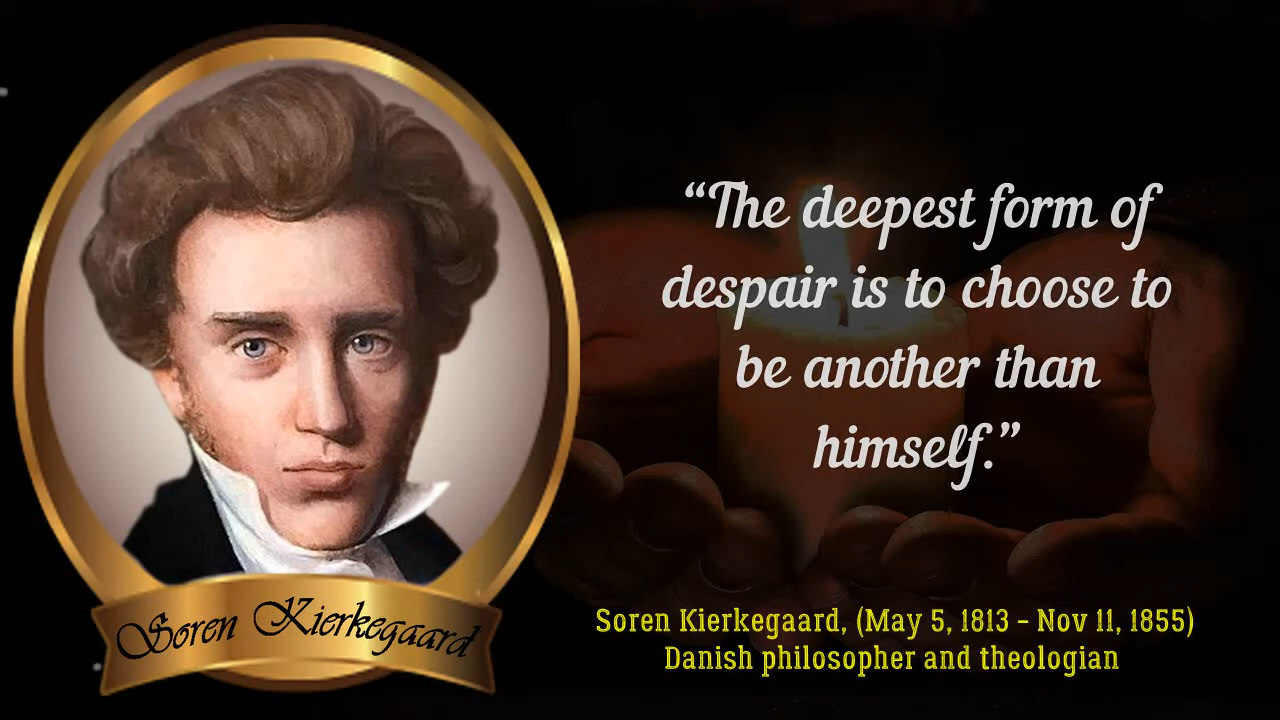 “The deepest form of
despair is to choose to
be another than
himself.”
Soren Kierkegaard
Soren Kierkegaard, (May 5, 1813 - Nov 11, 1855)
Danish philosopher and theologian